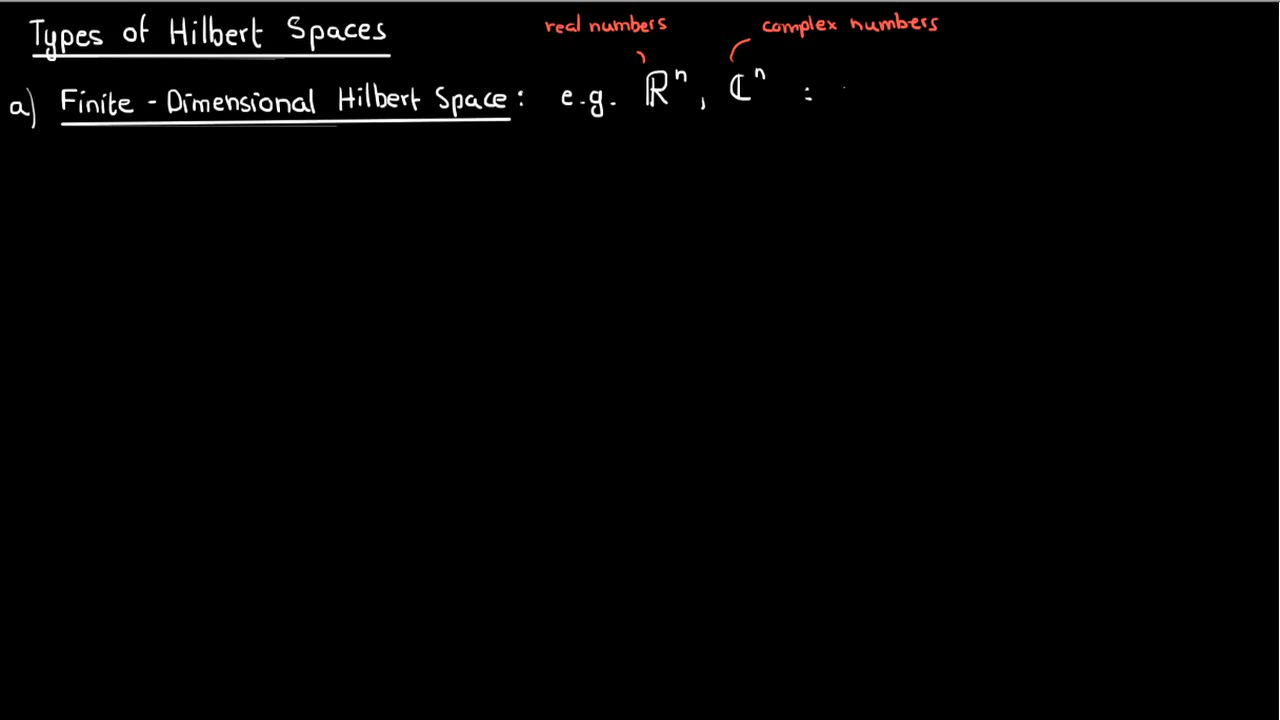 Types of Hilbert Spaces
real numbers complex numbers
a) Finite - Dimensional Hilbert Space: e.g. ℝⁿ, ℂⁿ :